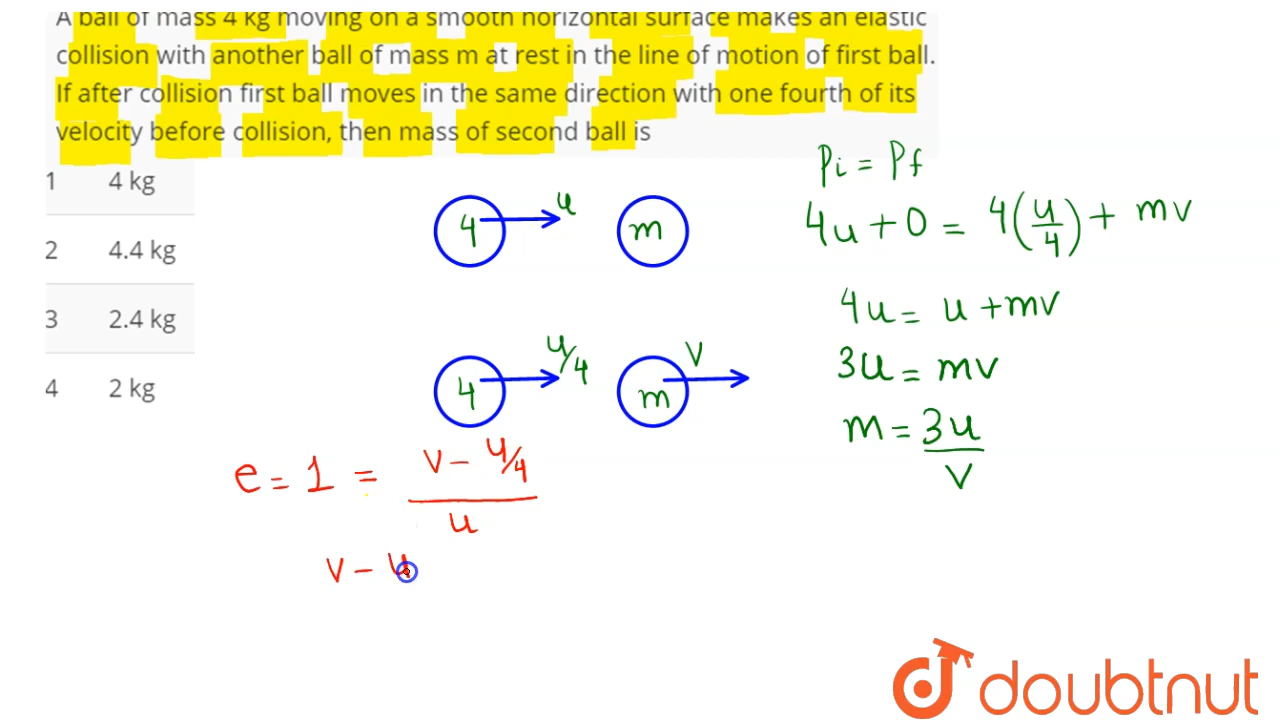 A ball of mass 4 kg moving on a smooth horizontal surface makes an elastic
collision with another ball of mass m at rest in the line of motion of first ball.
If after collision first ball moves in the same direction with one fourth of its
velocity before collision, then mass of second ball is
1 4 kg
2 4.4 kg
3 2.4 kg
4 2 kg
4 u m
4 u/4 m v
Pi = Pf
4u + 0 = 4(u/4) + mv
4u = u + mv
3u = mv
m = 3u/v
e = 1 = v - u/4
u
v - u
doubtnut